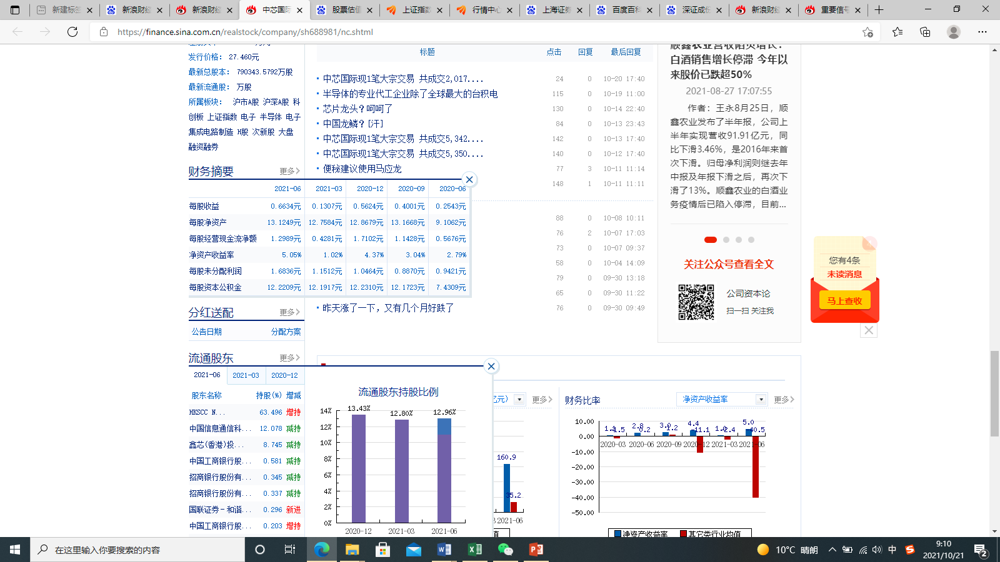 新建标签
新浪财经
新浪财经
中芯国际
股票估值
上证指数
行情中心
上海证券
百度百科
深证成份
新浪财经
重要信号
https://finance.sina.com.cn/realstock/company/sh688981/nc.shtml
发行价格： 27.460元
最新总股本： 790343.5792万股
最新流通股： 万股
所属板块： 沪市A股 沪深A股 科
创板 上证指数 电子 半导体 电子
集成电路制造 H股 次新股 大盘
融资融券
标题 点击 回复 最后回复
中芯国际现1笔大宗交易 共成交2,017.... 24 0 10-20 17:40
半导体的专业代工企业除了全球最大的台积电 115 0 10-19 11:00
芯片龙头？呵呵了 130 0 10-14 22:40
中国龙鳞？[汗] 84 0 10-13 23:43
中芯国际现1笔大宗交易 共成交5,342.... 142 0 10-13 17:40
中芯国际现1笔大宗交易 共成交5,350.... 140 0 10-12 17:40
便秘建议使用马应龙 77 3 10-11 11:14
148 1 10-11 11:11
88 0 10-08 10:11
76 2 10-07 17:03
73 0 10-07 09:37
58 0 10-04 14:09
79 0 09-30 13:18
65 0 09-30 11:22
昨天涨了一下，又有几个月好跌了 76 0 09-30 09:49
财务摘要 更多
2021-06 2021-03 2020-12 2020-09 2020-06
每股收益 0.6634元 0.1307元 0.5624元 0.4001元 0.2543元
每股净资产 13.1249元 12.7584元 12.8679元 13.1668元 9.1062元
每股经营现金流净额 1.2989元 0.4281元 1.7102元 1.1428元 0.5676元
净资产收益率 5.05% 1.02% 4.37% 3.04% 2.79%
每股未分配利润 1.6836元 1.1512元 1.0464元 0.8870元 0.9421元
每股资本公积金 12.2209元 12.1917元 12.2310元 12.1723元 7.4309元
分红送配 更多
公告日期 分配方案
流通股东 更多
2021-06 2021-03 2020-12
股东名称 持股(%) 增减
HKSCC N... 63.496 增持
中国信息通信科... 12.078 减持
鑫芯(香港)投... 8.745 减持
中国工商银行股... 0.581 减持
招商银行股份有... 0.345 减持
招商银行股份有... 0.337 减持
国联证券－和谐... 0.296 新进
中国工商银行股... 0.203 增持
流通股东持股比例
14%
12%
10%
8%
6%
4%
2%
0%
13.43%
12.80%
12.96%
2020-12 2021-03 2021-06
亿元) 更多
160.9
35.2
3 2021-06
值
财务比率 净资产收益率 更多
10.00
0.00
-10.00
-20.00
-30.00
-40.00
-50.00
1.1 -1.5 2.8 0.2 3.0 1.2 4.4 -11.1 1.0 -2.4 5.0 -40.5
2020-03 2020-06 2020-09 2020-12 2021-03 2021-06
净资产收益率 其它类行业均值
顺鑫农业营收陷负增长：
白酒销售增长停滞 今年以
来股价已跌超50%
2021-08-27 17:07:55
作者：王永8月25日，顺
鑫农业发布了半年报，公司上
半年实现营收91.91亿元，同
比下滑3.46%，是2016年来首
次下滑。归母净利润则继去年
中报及年报下滑之后，再次下
滑了13%。顺鑫农业的白酒业
务疫情后已陷入停滞，目前...
关注公众号查看全文
公司资本论
扫一扫 关注我
您有4条
未读消息
马上查收
在这里输入你要搜索的内容
10°C 晴朗
中
9:10
2021/10/21
2